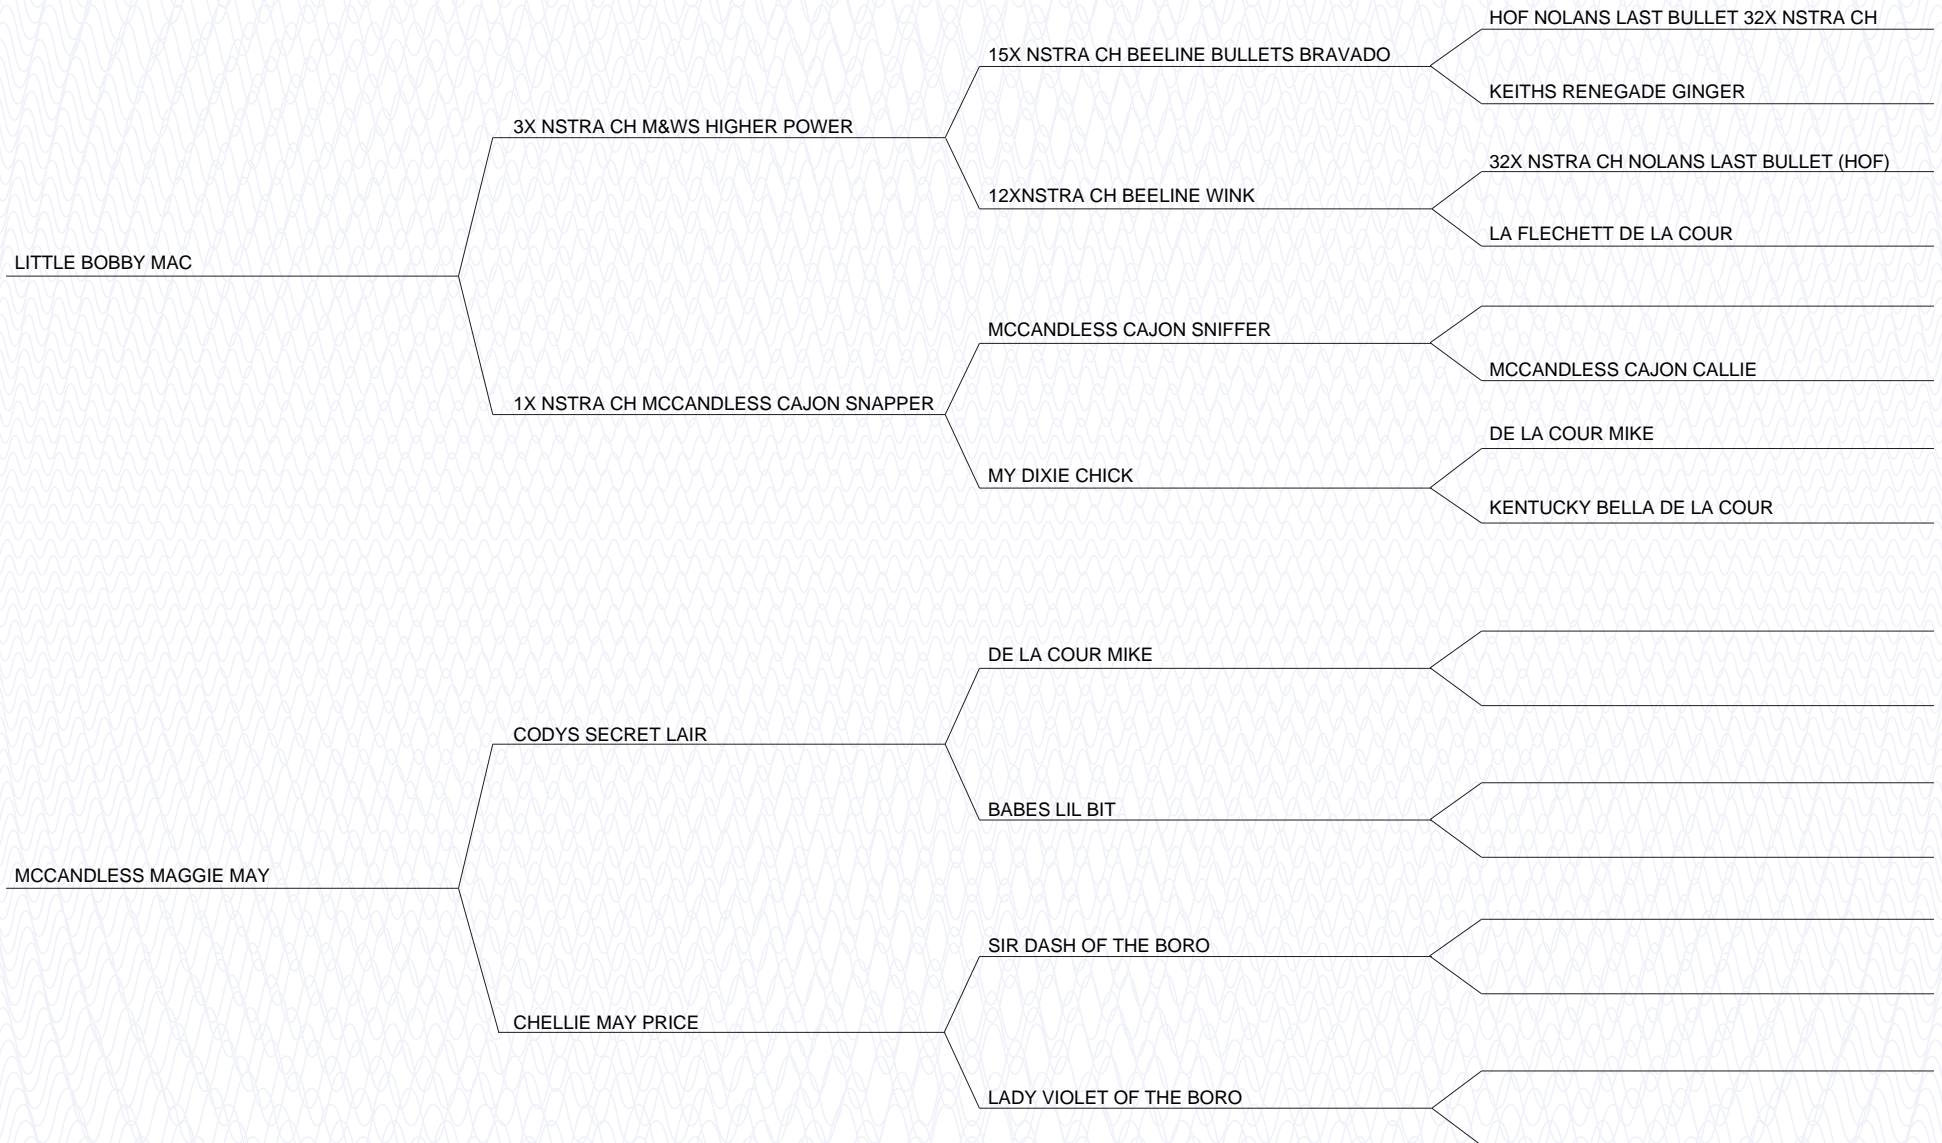 HOF NOLANS LAST BULLET 32X NSTRA CH
15X NSTRA CH BEELINE BULLETS BRAVADO
KEITHS RENEGADE GINGER
3X NSTRA CH M&WS HIGHER POWER
32X NSTRA CH NOLANS LAST BULLET (HOF)
12XNSTRA CH BEELINE WINK
LA FLECHETT DE LA COUR
LITTLE BOBBY MAC
MCCANDLESS CAJON SNIFFER
MCCANDLESS CAJON CALLIE
1X NSTRA CH MCCANDLESS CAJON SNAPPER
DE LA COUR MIKE
MY DIXIE CHICK
KENTUCKY BELLA DE LA COUR
DE LA COUR MIKE
CODYS SECRET LAIR
BABES LIL BIT
MCCANDLESS MAGGIE MAY
SIR DASH OF THE BORO
CHELLIE MAY PRICE
LADY VIOLET OF THE BORO